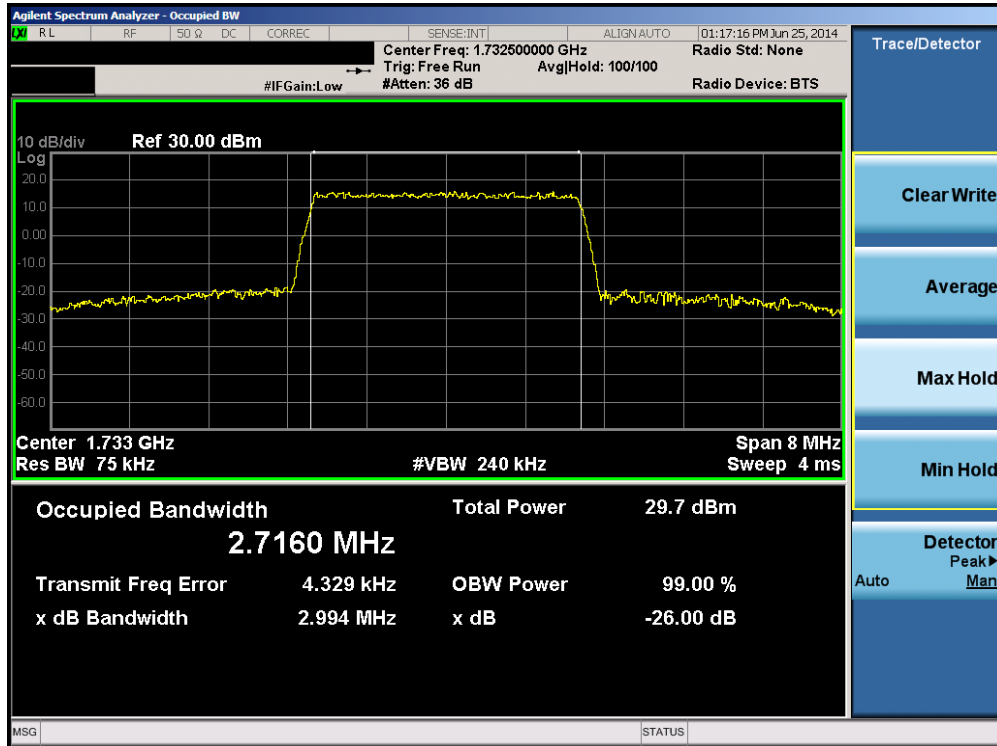 Agilent Spectrum Analyzer - Occupied BW
LXI RL RF 50 Ω DC CORREC SENSE:INT ALIGN AUTO 01:17:16 PM Jun 25, 2014
Center Freq: 1.732500000 GHz Radio Std: None
Trig: Free Run Avg|Hold: 100/100
#IFGain:Low #Atten: 36 dB Radio Device: BTS
10 dB/div Ref 30.00 dBm
Log
20.0
10.0
0.00
-10.0
-20.0
-30.0
-40.0
-50.0
-60.0
Center 1.733 GHz Span 8 MHz
Res BW 75 kHz #VBW 240 kHz Sweep 4 ms
Occupied Bandwidth Total Power 29.7 dBm
2.7160 MHz
Transmit Freq Error 4.329 kHz OBW Power 99.00 %
x dB Bandwidth 2.994 MHz x dB -26.00 dB
MSG STATUS
Trace/Detector
Clear Write
Average
Max Hold
Min Hold
Detector
Peak▶
Auto Man